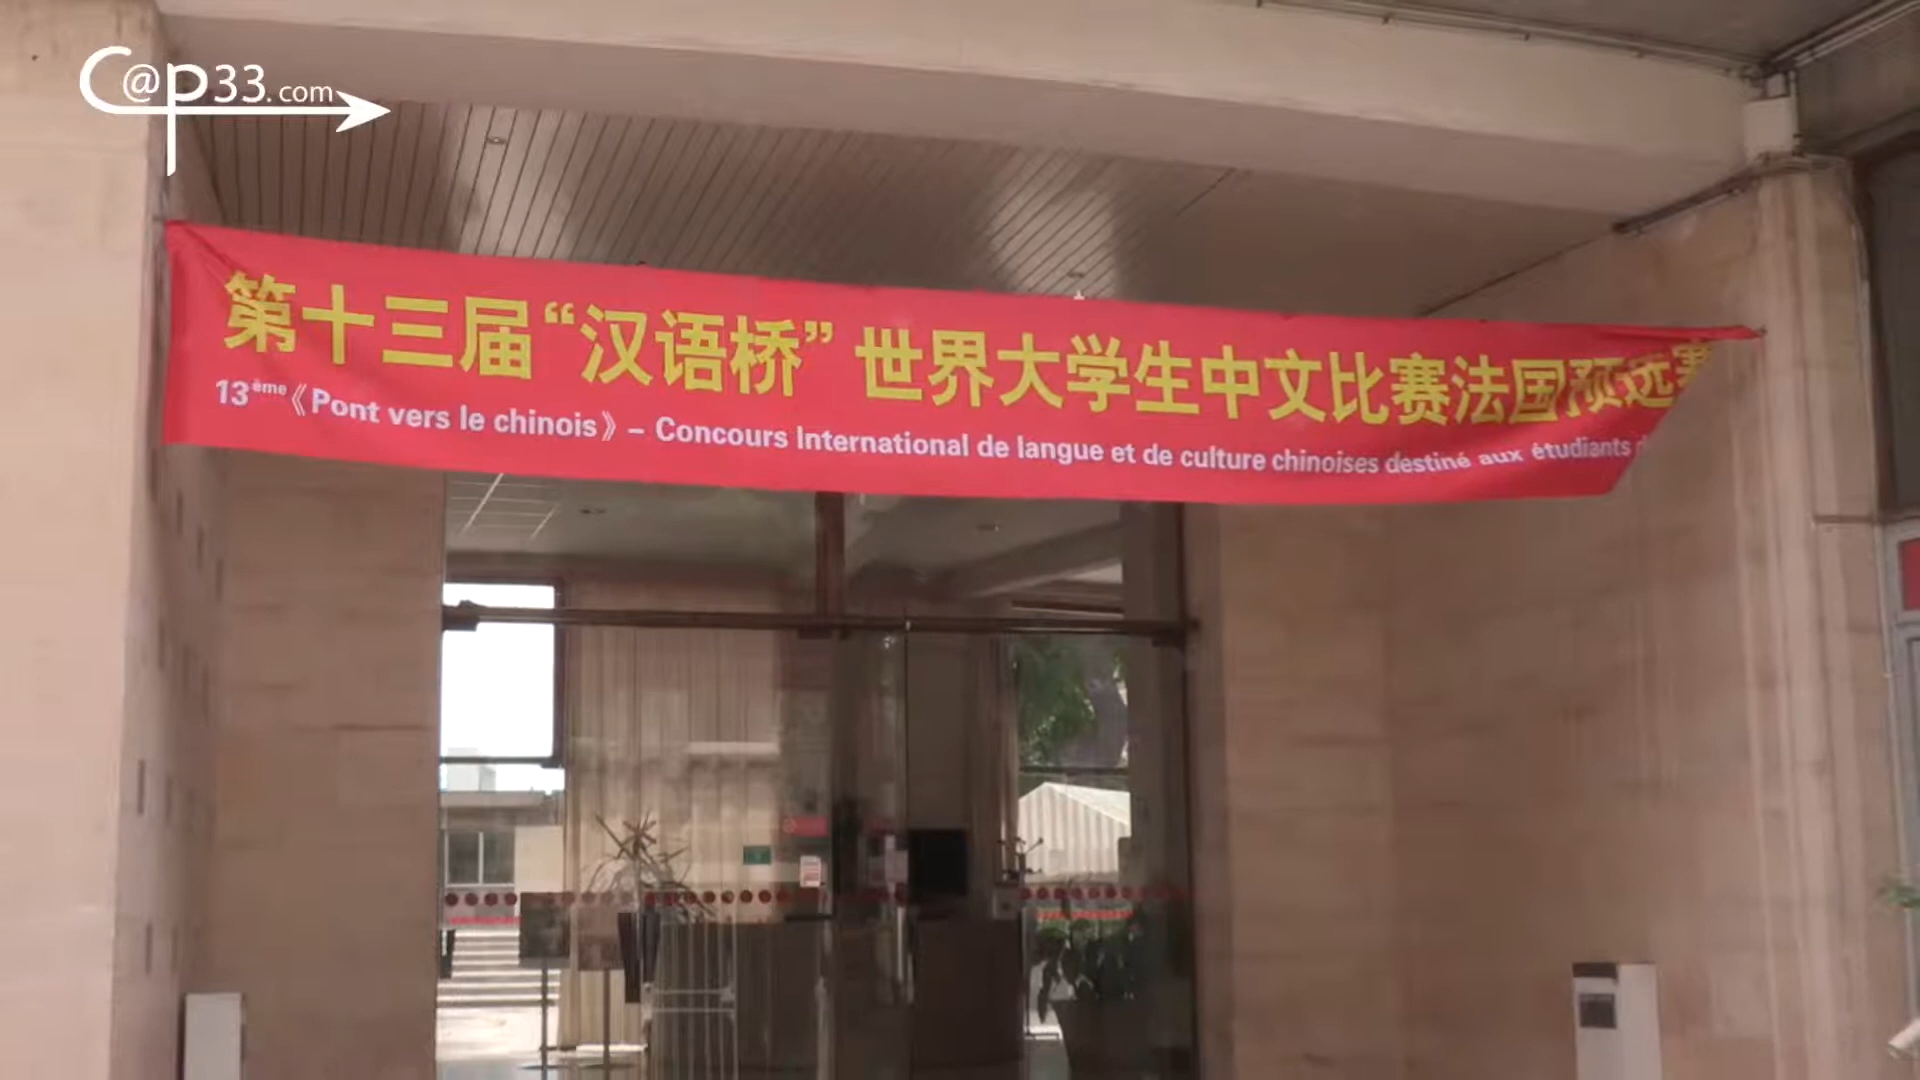 C@p33.com
第十三届“汉语桥”世界大学生中文比赛法国预选赛
13ème《Pont vers le chinois》– Concours International de langue et de culture chinoises destiné aux étudiants